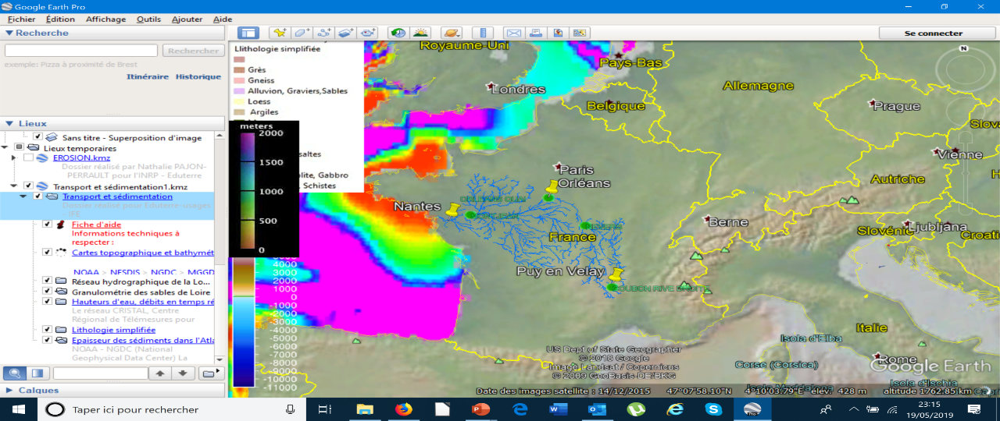 Google Earth Pro
Fichier Édition Affichage Outils Ajouter Aide
Recherche
Rechercher
exemple: Pizza à proximité de Brest
Itinéraire Historique
Lieux
Sans titre - Superposition d'image
Lieux temporaires
EROSION.kmz
Dossier réalisé par Nathalie PAJON-
PERRAULT pour l'INRP - Eduterre
Transport et sédimentation1.kmz
Transport et sédimentation
Dossier réalisé pour Eduterre-usages
- IFE
Fiche d'aide
Informations techniques à
respecter :
Cartes topographique et bathymét
NOAA > NESDIS > NGDC > MGGD
Réseau hydrographique de la Lo...
Granulométrie des sables de Loire
Hauteurs d'eau, débits en temps ré
Le réseau CRISTAL, Centre
Régional de Télémesures pour
Lithologie simplifiée
Epaisseur des sédiments dans l'Atla
NOAA - NGDC (National
Geophysical Data Center) La
Calques
Se connecter
Llithologie simplifiée
Grès
Gneiss
Alluvion, Graviers,Sables
Loess
Argiles
saltes
olite, Gabbro
, Schistes
meters
2000
1500
1000
500
0
5000
4000
3000
2000
1000
0
-1000
-2000
-3000
-4000
-5000
-6000
-7000
-8000
-9000
-10000
-11000
Royaume-Uni
Pays-Bas
Londres
Allemagne
Belgique
Prague
Slova
Vienne
Paris
Orléans
Autriche
Nantes
Berne
Slovénie
Ljubljana
Croati
France
Puy en Velay
Italie
Isola d'Elba
Corse (Corsica)
Rome
Isola d'Ischia
N
US Dept of State Geographer
© 2018 Google
Image Landsat / Copernicus
© 2009 GeoBasis-DE/BKG
Google Earth
Date des images satellite : 14/12/2015 47°07'58.10"N 4°10'03.79"E élév. 428 m altitude 1762.85 km
Taper ici pour rechercher
23:15
19/05/2019